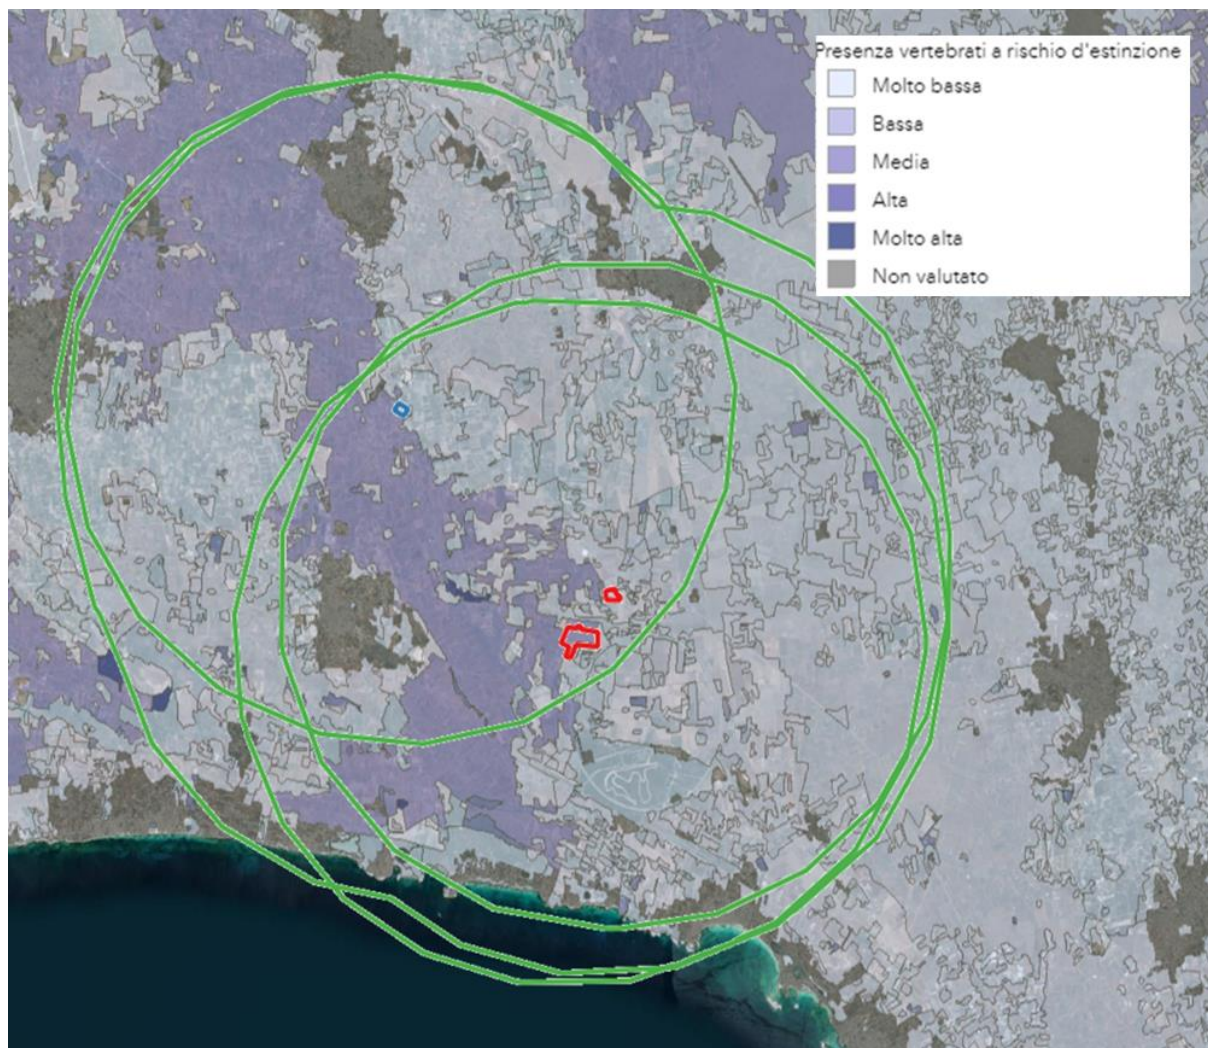 Presenza vertebrati a rischio d'estinzione
Molto bassa
Bassa
Media
Alta
Molto alta
Non valutato